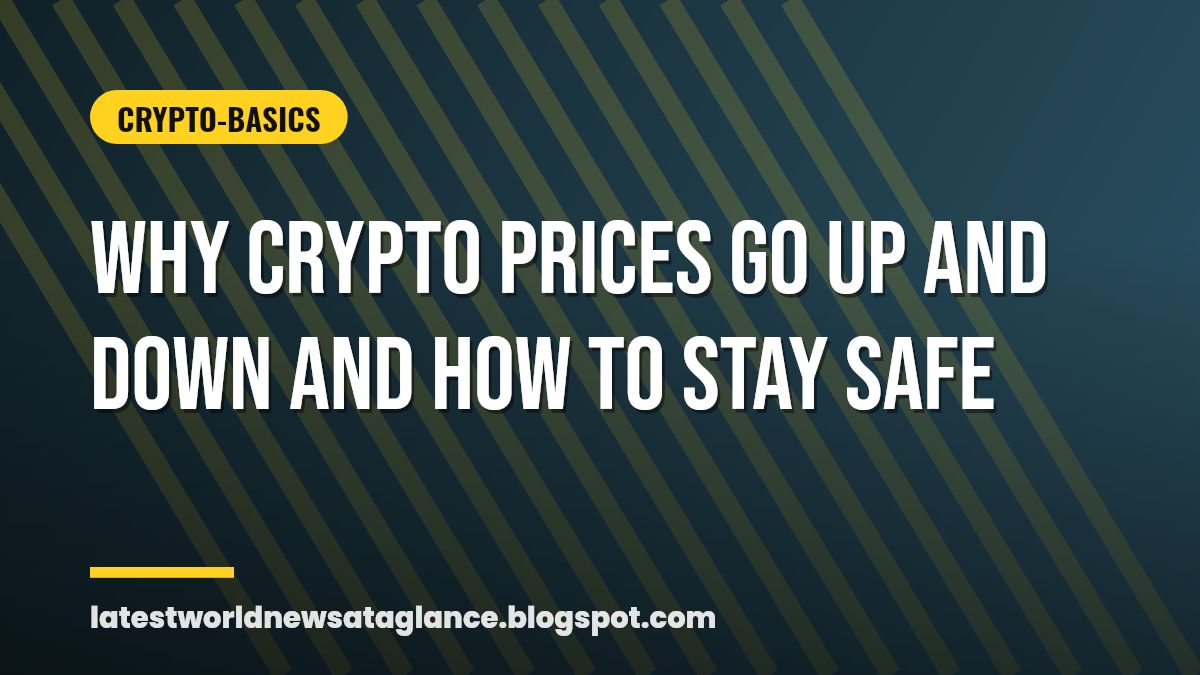 CRYPTO-BASICS
WHY CRYPTO PRICES GO UP AND
DOWN AND HOW TO STAY SAFE
latestworldnewsataglance.blogspot.com